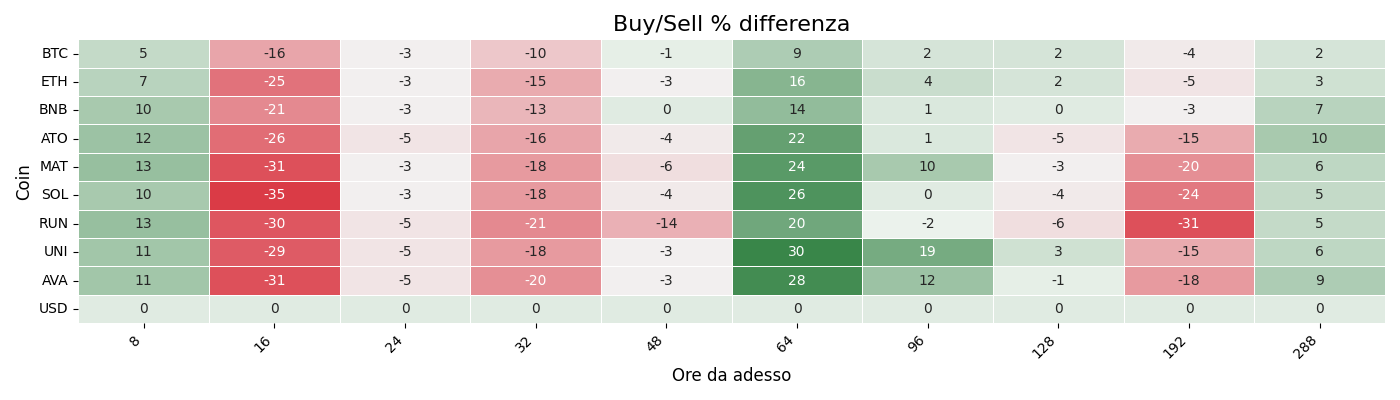 Buy/Sell % differenza
Coin
BTC 5 -16 -3 -10 -1 9 2 2 -4 2
ETH 7 -25 -3 -15 -3 16 4 2 -5 3
BNB 10 -21 -3 -13 0 14 1 0 -3 7
ATO 12 -26 -5 -16 -4 22 1 -5 -15 10
MAT 13 -31 -3 -18 -6 24 10 -3 -20 6
SOL 10 -35 -3 -18 -4 26 0 -4 -24 5
RUN 13 -30 -5 -21 -14 20 -2 -6 -31 5
UNI 11 -29 -5 -18 -3 30 19 3 -15 6
AVA 11 -31 -5 -20 -3 28 12 -1 -18 9
USD 0 0 0 0 0 0 0 0 0 0
8 16 24 32 48 64 96 128 192 288
Ore da adesso